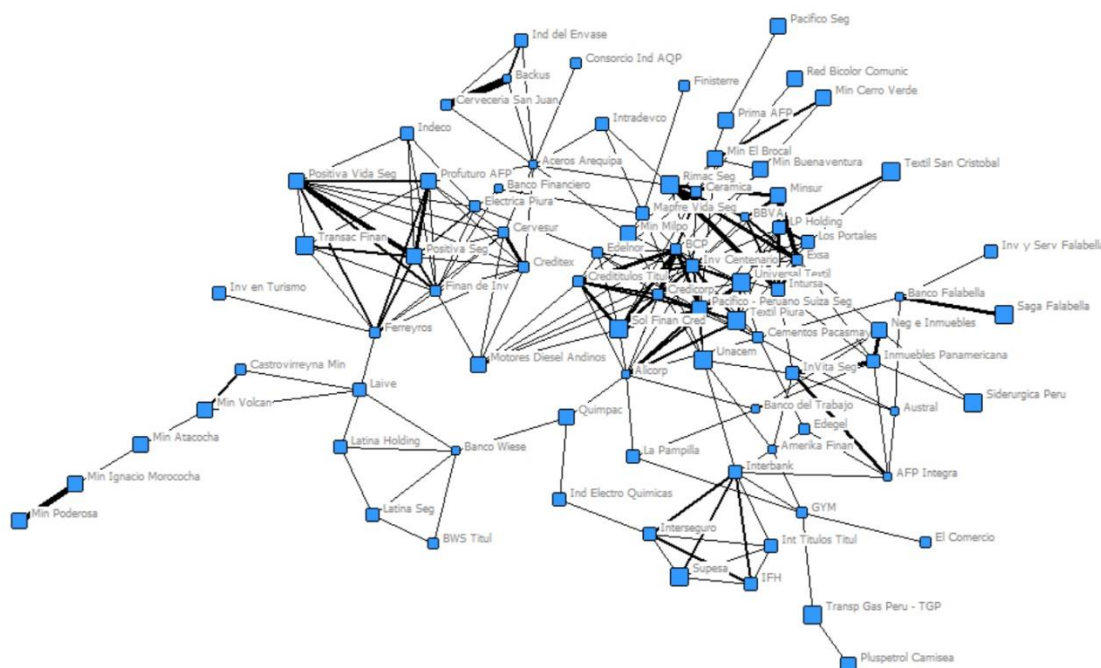 Pacifico Seg
Ind del Envase
Consorcio Ind AQP
Backus
Red Bicolor Comunic
Finisterre
Min Cerro Verde
Cerveceria San Juan
Prima AFP
Intradevco
Indeco
Min El Brocal
Aceros Arequipa
Min Buenaventura
Textil San Cristobal
Positiva Vida Seg
Profuturo AFP
Rimac Seg
Banco Financiero
Ceramica
Minsur
Electrica Piura
Mapfre Vida Seg
BBVA
LP Holding
Cervesur
Min Milpo
Los Portales
Transac Finan
Positiva Seg
Edelnor
BCP
Inv y Serv Falabella
Creditex
Inv Centenario
Exsa
Credititulos Titul
Universal Textil
Inv en Turismo
Finan de Inv
Credicorp
Intursa
Banco Falabella
Pacifico - Peruano Suiza Seg
Saga Falabella
Ferreyros
Sol Finan Cred
Textil Piura
Neg e Inmuebles
Cementos Pacasmay
Motores Diesel Andinos
Unacem
Inmuebles Panamericana
Castrovirreyna Min
Alicorp
InVita Seg
Laive
Siderurgica Peru
Min Volcan
Banco del Trabajo
Austral
Quimpac
Edegel
Min Atacocha
Latina Holding
Banco Wiese
Amerika Finan
La Pampilla
Interbank
AFP Integra
Min Ignacio Morococha
Ind Electro Quimicas
Latina Seg
GYM
Min Poderosa
Interseguro
BWS Titul
Int Titulos Titul
El Comercio
Supesa
IFH
Transp Gas Peru - TGP
Pluspetrol Camisea